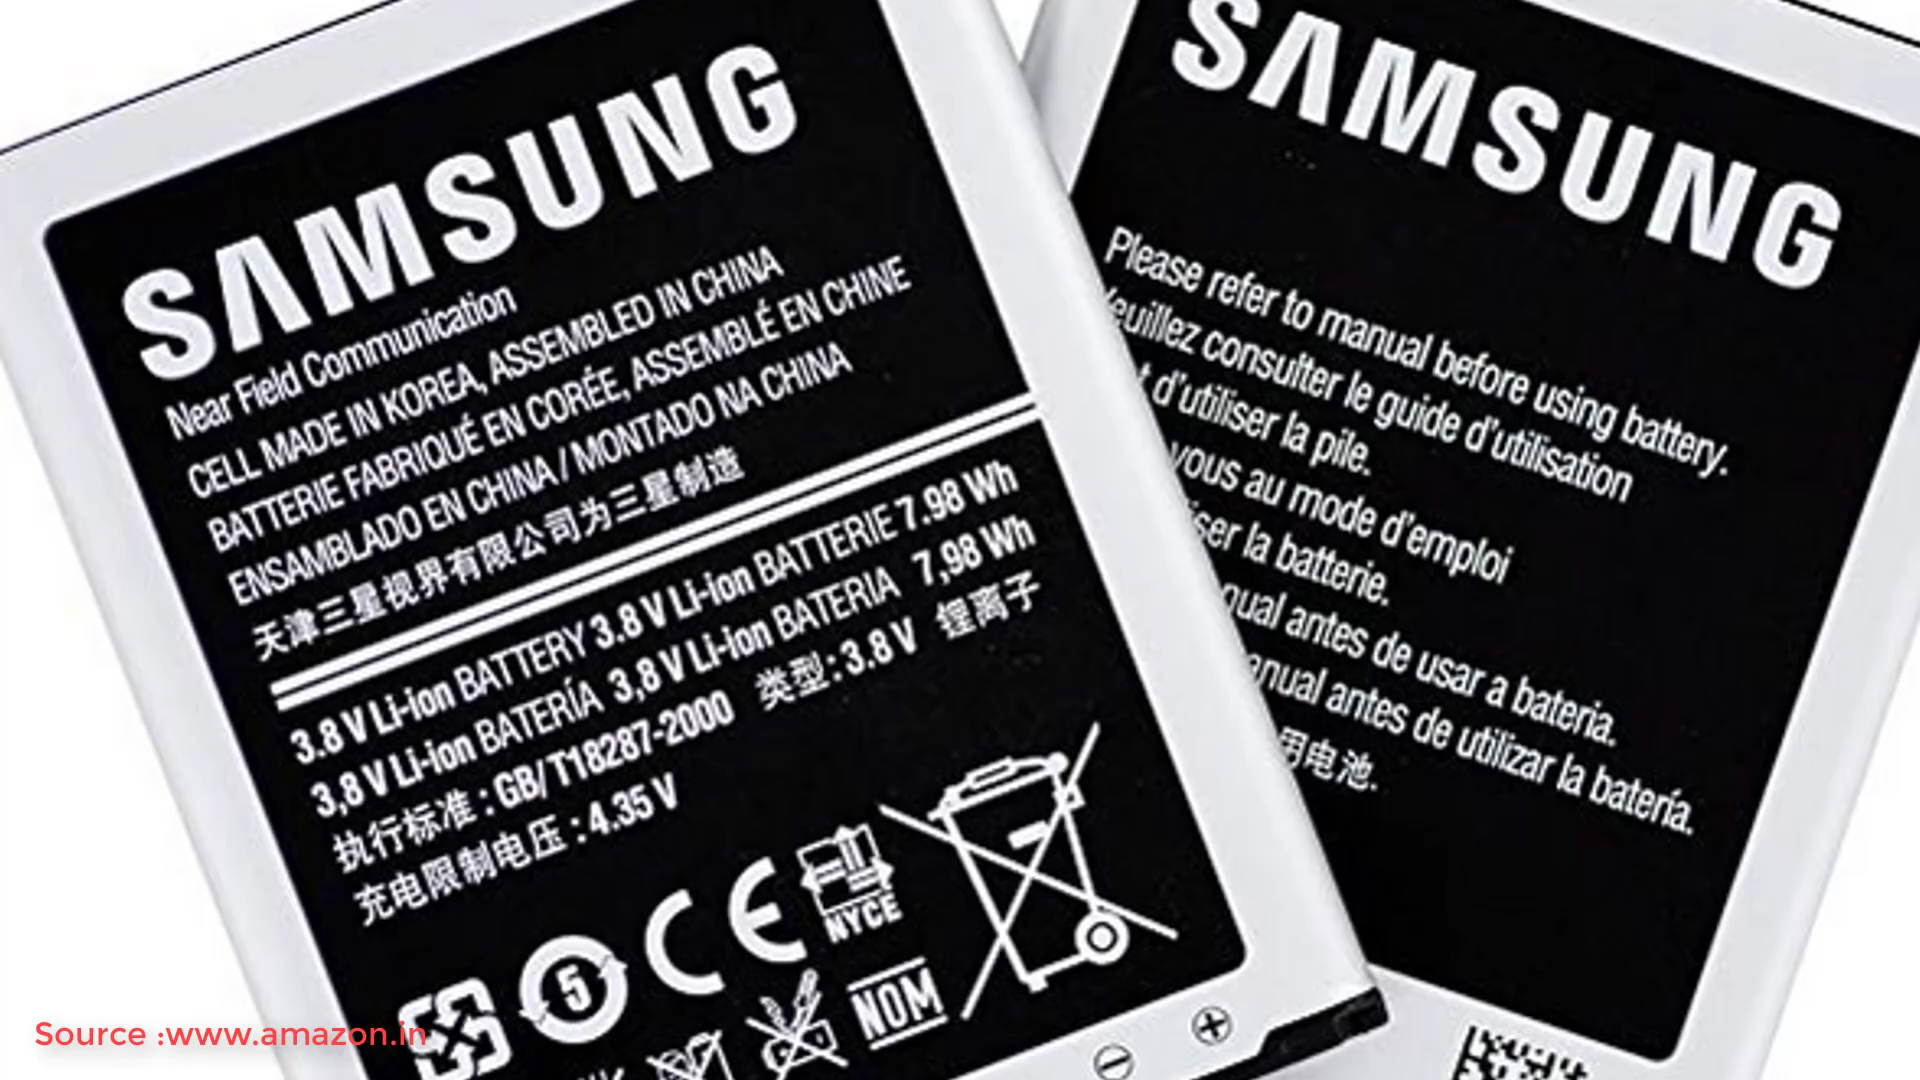 SAMSUNG
Near Field Communication
CELL MADE IN KOREA, ASSEMBLED IN CHINA
BATTERIE FABRIQUÉ EN CORÉE, ASSEMBLÉ EN CHINE
ENSAMBLADO EN CHINA / MONTADO NA CHINA
天津三星视界有限公司为三星制造
3.8 V Li-ion BATTERY 3.8 V Li-ion BATTERIE 7.98 Wh
3,8 V Li-ion BATERÍA 3,8 V Li-ion BATERIA 7,98 Wh
执行标准 : GB/T18287-2000 类型 : 3.8 V 锂离子
充电限制电压 : 4.35 V
5 CE NYCE
NOM
SAMSUNG
Please refer to manual before using battery.
consulter le guide d'utilisation
d'utiliser la pile.
vous au mode d'emploi
la batterie.
antes de usar a bateria.
antes de utilizar la batería.
电池.
Source :www.amazon.in